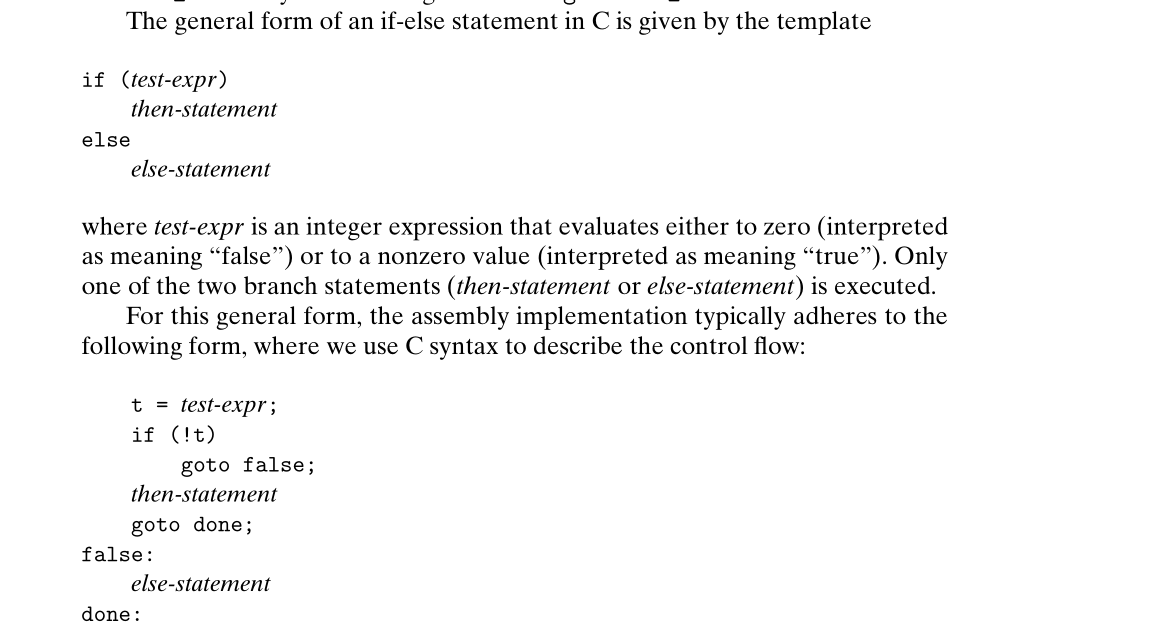 The general form of an if-else statement in C is given by the template
if (test-expr)
then-statement
else
else-statement
where test-expr is an integer expression that evaluates either to zero (interpreted
as meaning “false”) or to a nonzero value (interpreted as meaning “true”). Only
one of the two branch statements (then-statement or else-statement) is executed.
For this general form, the assembly implementation typically adheres to the
following form, where we use C syntax to describe the control flow:
t = test-expr;
if (!t)
goto false;
then-statement
goto done;
false:
else-statement
done: